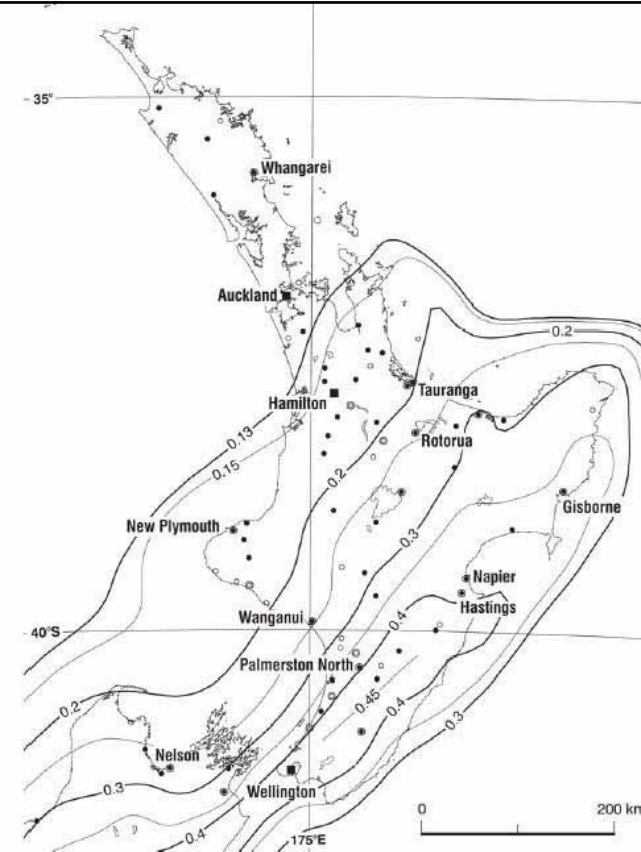 35°
Whangarei
Auckland
0.2
Tauranga
Hamilton
0.13
Rotorua
0.15
0.2
Gisborne
New Plymouth
0.3
Napier
Hastings
Wanganui
0.4
40°S
Palmerston North
0.45
0.4
0.2
0.3
Nelson
0.3
Wellington
0 200 km
0.4
175°E